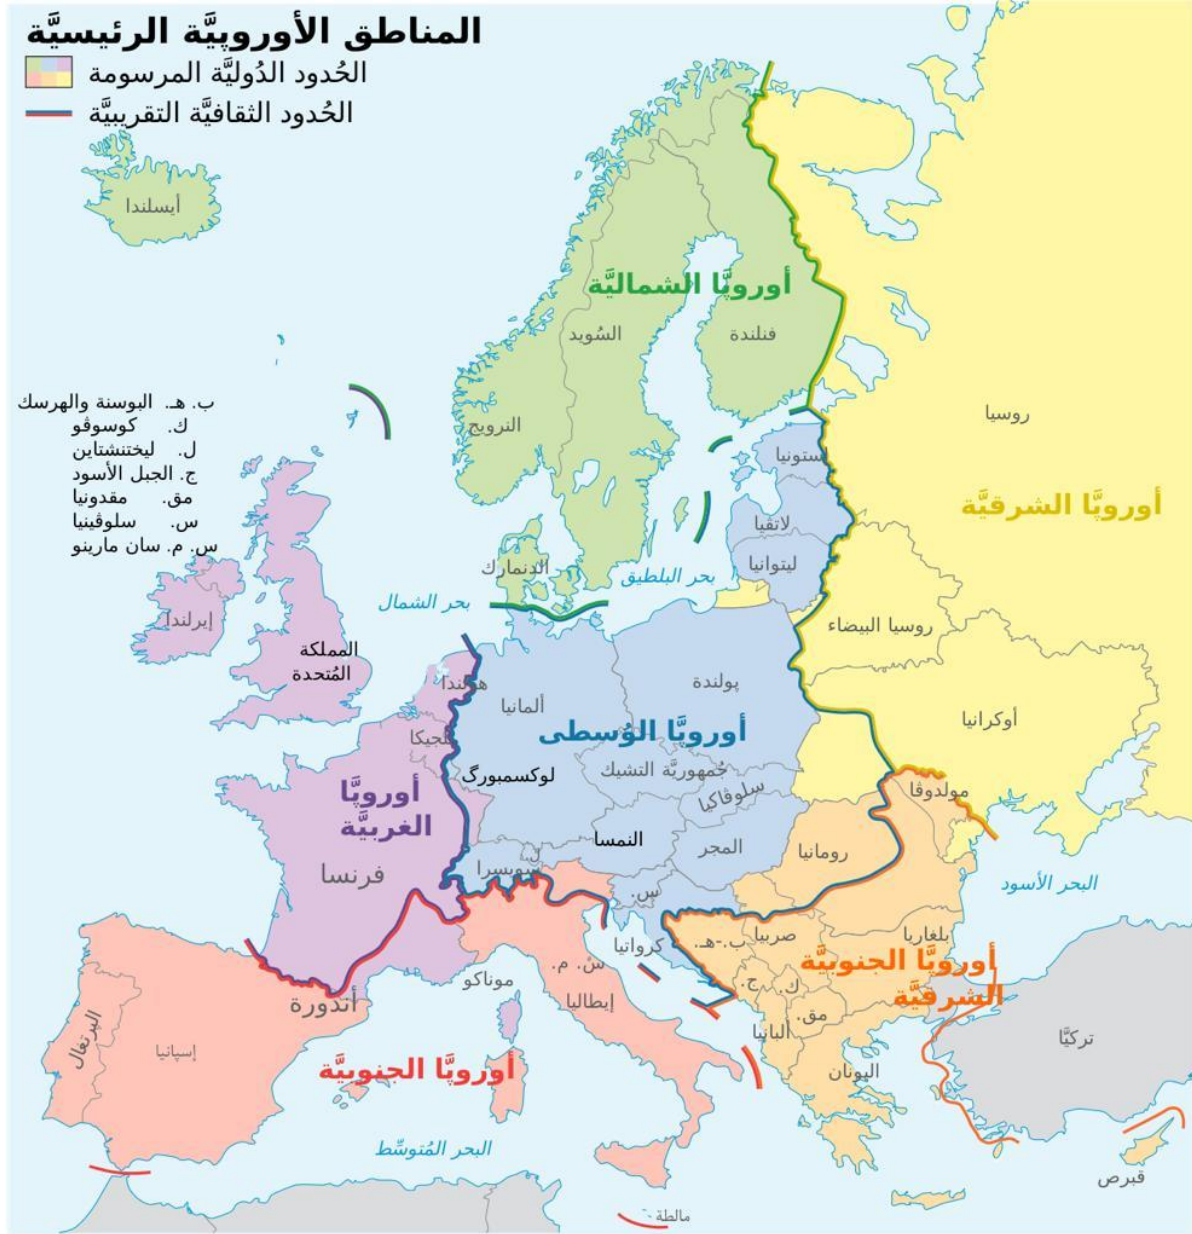 المناطق الأوروپيَّة الرئيسيَّة
الحُدود الدُوليَّة المرسومة
الحُدود الثقافيَّة التقريبيَّة
أيسلندا
أوروپَّا الشماليَّة
السُويد
فنلندة
النرويج
روسيا
ب. هـ. البوسنة والهرسك
ك. كوسوڤو
ل. ليختنشتاين
ج. الجبل الأسود
مق. مقدونيا
س. سلوڤينيا
س. م. سان مارينو
إستونيا
أوروپَّا الشرقيَّة
لاتڤيا
ليتوانيا
الدنمارك
بحر البلطيق
بحر الشمال
إيرلندا
روسيا البيضاء
المملكة
المُتحدة
هولندا
ألمانيا
پولندة
أوكرانيا
أوروپَّا الوُسطى
بلجيكا
لوكسمبورگ
جُمهوريَّة التشيك
سلوڤاكيا
مولدوڤا
أوروپَّا
الغربيَّة
النمسا
المجر
رومانيا
فرنسا
سويسرا
ل.
س.
البحر الأسود
كرواتيا
ب.-هـ.
صربيا
بلغاريا
س. م.
إيطاليا
موناكو
أندورة
ج.
ك.
مق.
ألبانيا
أوروپَّا الجنوبيَّة
الشرقيَّة
تركيَّا
اليونان
الپرتغال
إسپانيا
أوروپَّا الجنوبيَّة
البحر المُتوسِّط
قبرص
مالطة